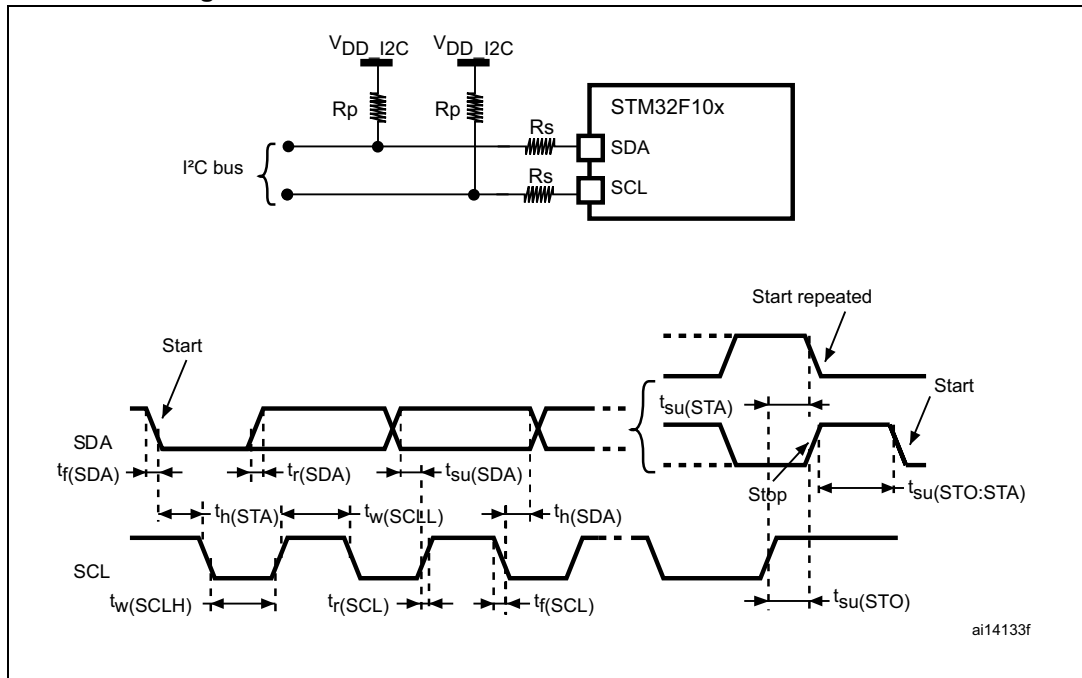 VDD_I2C VDD_I2C
STM32F10x
Rp Rp Rs
SDA
I²C bus
Rs
SCL
Start repeated
Start
Start
tsu(STA)
SDA
tf(SDA) tr(SDA) tsu(SDA)
Stop tsu(STO:STA)
th(STA) tw(SCLL) th(SDA)
SCL
tw(SCLH) tr(SCL) tf(SCL) tsu(STO)
ai14133f